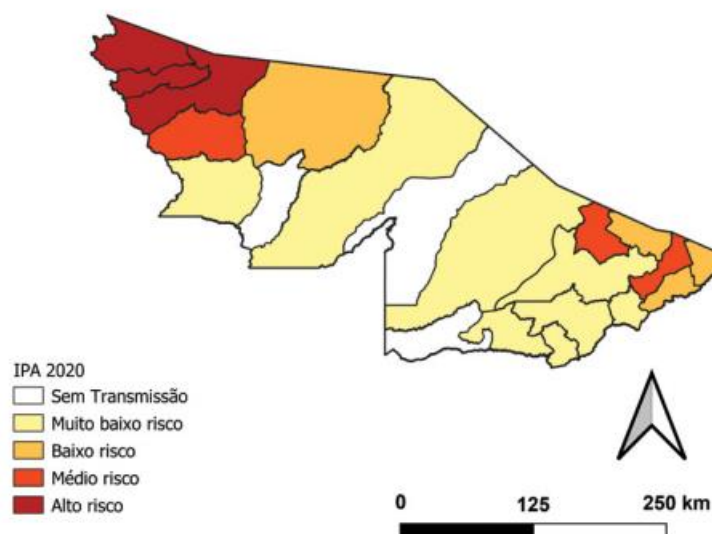 IPA 2020
Sem Transmissão
Muito baixo risco
Baixo risco
Médio risco
Alto risco
0 125 250 km